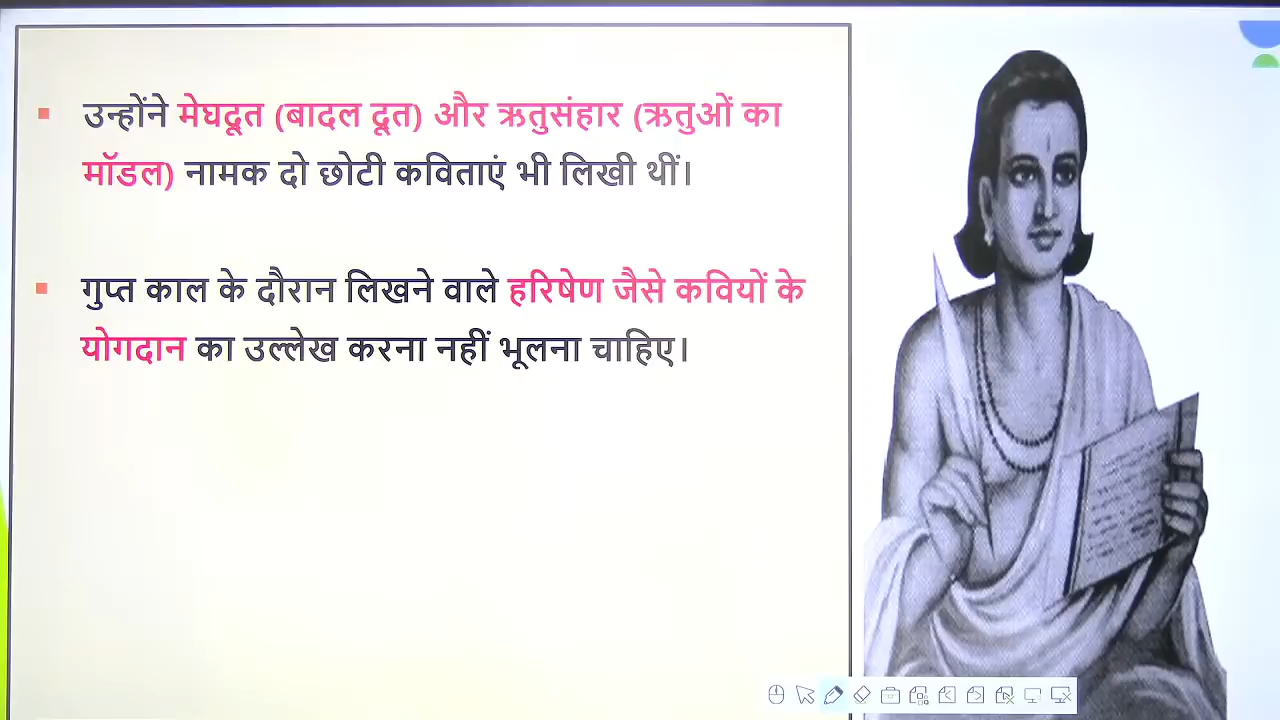 उन्होंने मेघदूत (बादल दूत) और ऋतुसंहार (ऋतुओं का
मॉडल) नामक दो छोटी कविताएं भी लिखी थीं।
गुप्त काल के दौरान लिखने वाले हरिषेण जैसे कवियों के
योगदान का उल्लेख करना नहीं भूलना चाहिए।